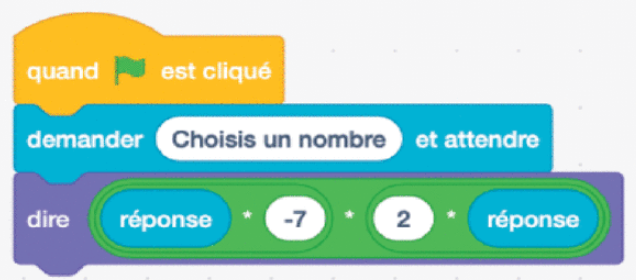 quand est cliqué
demander Choisis un nombre et attendre
dire réponse * -7 * 2 * réponse